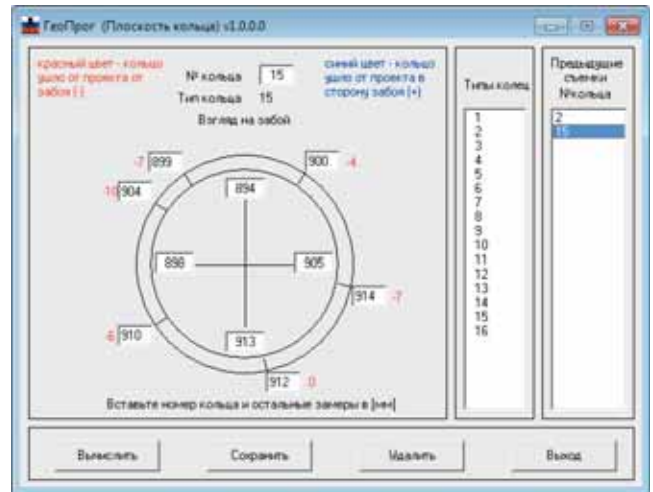 ГеоПрог (Плоскость кольца) v1.0.0.0
красный цвет - кольцо
ушло от проекта от
забоя (-)
№ кольца 15
Тип кольца 15
Взгляд на забой
синий цвет - кольцо
ушло от проекта в
сторону забоя (+)
-7 899
900 -4
-10 904
894
898
905
914 -7
-6 910
913
912 0
Вставьте номер кольца и остальные замеры в [мм]
Типы колец
1
2
3
4
5
6
7
8
9
10
11
12
13
14
15
16
Предыдущие
съемки
№кольца
2
15
Вычислить
Сохранить
Удалить
Выход